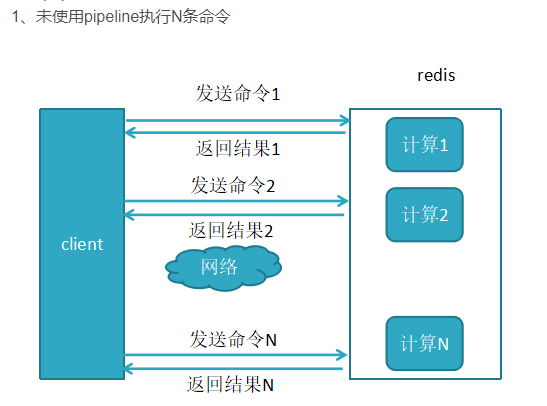 1、未使用pipeline执行N条命令
redis
发送命令1
计算1
返回结果1
发送命令2
计算2
返回结果2
client
网络
发送命令N
计算N
返回结果N